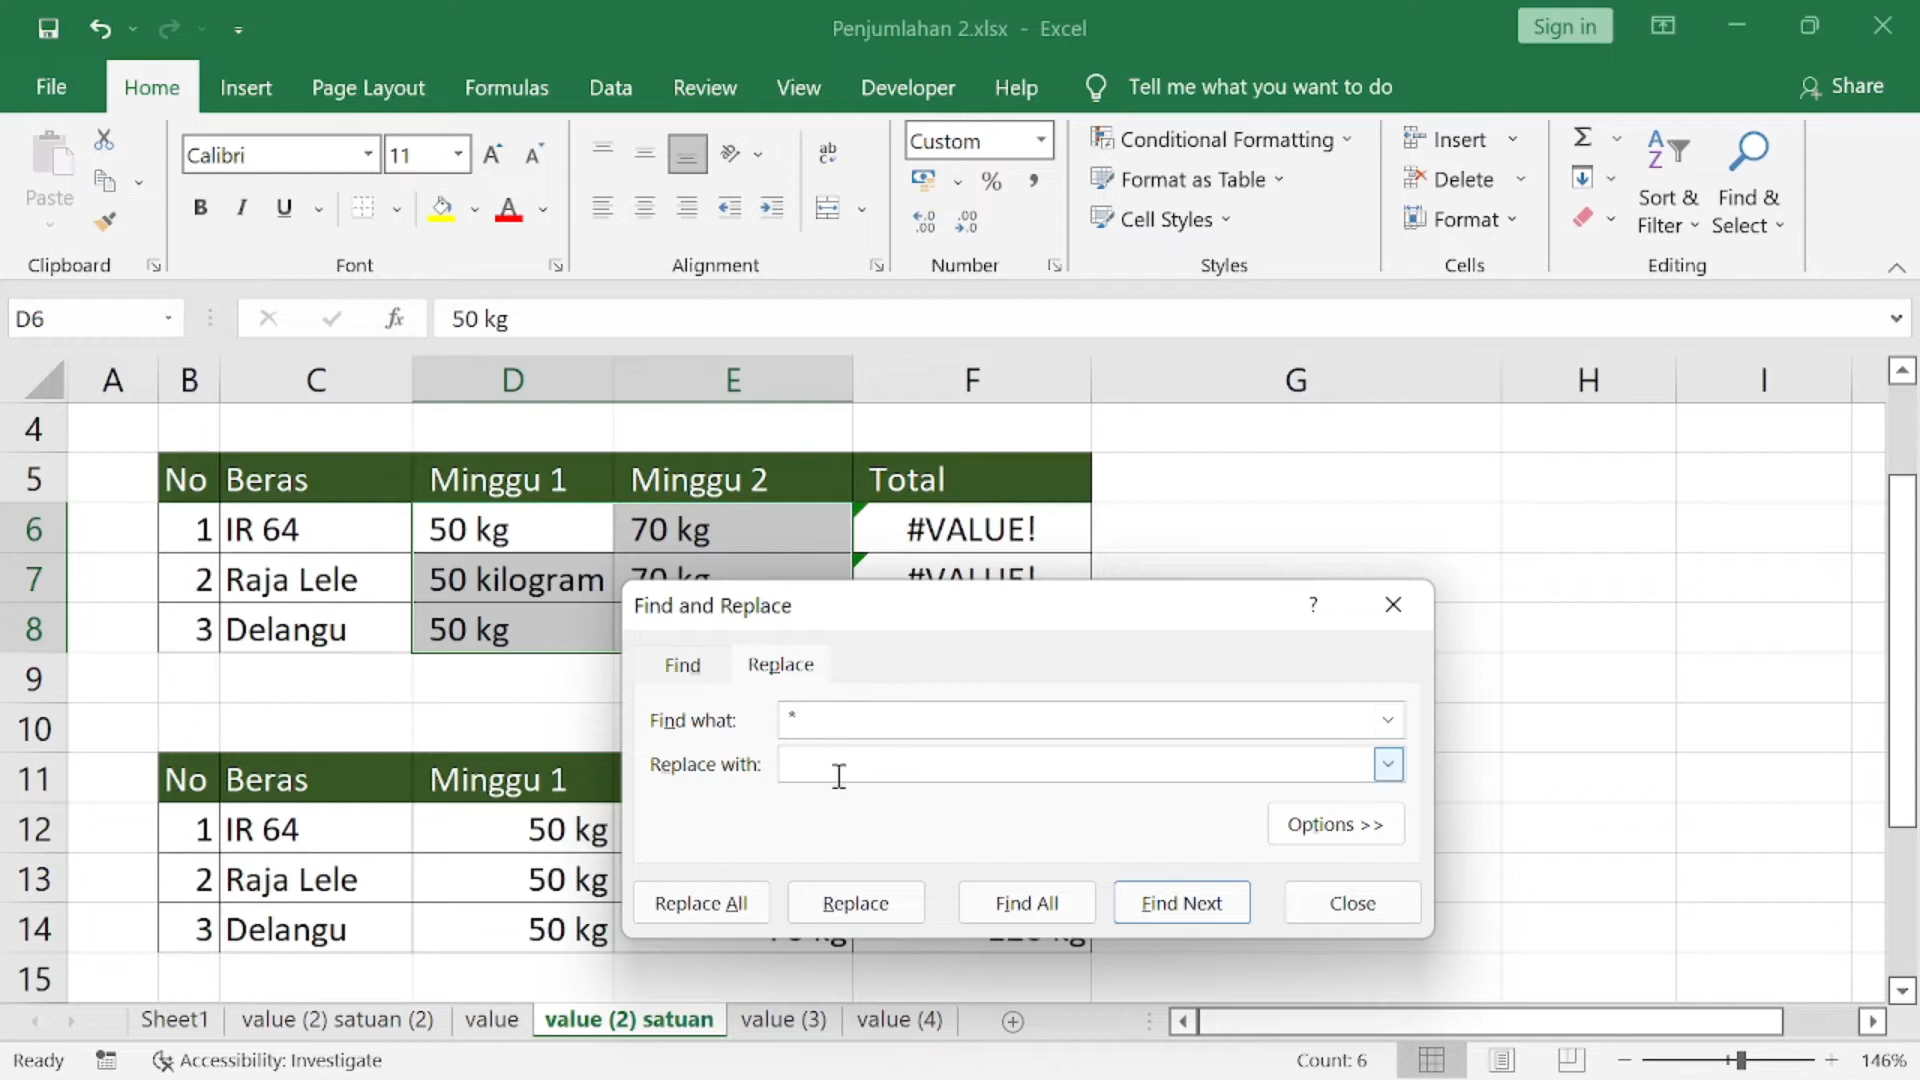 Penjumlahan 2.xlsx - Excel
Sign in
File Home Insert Page Layout Formulas Data Review View Developer Help Tell me what you want to do Share
Paste
Clipboard
Calibri 11
B I U
Font
ab
Alignment
Custom
%
Number
Conditional Formatting
Format as Table
Cell Styles
Styles
Insert
Delete
Format
Cells
Sort & Filter
Find & Select
Editing
D6 fx 50 kg
A B C D E F G H I
4
5 No Beras Minggu 1 Minggu 2 Total
6 1 IR 64 50 kg 70 kg #VALUE!
7 2 Raja Lele 50 kilogram 70 kg #VALUE!
8 3 Delangu 50 kg
9
10
11 No Beras Minggu 1
12 1 IR 64 50 kg
13 2 Raja Lele 50 kg
14 3 Delangu 50 kg 70 kg
15
Find and Replace ?
Find Replace
Find what: *
Replace with:
Options >>
Replace All Replace Find All Find Next Close
Sheet1 value (2) satuan (2) value value (2) satuan value (3) value (4)
Ready Accessibility: Investigate Count: 6 146%